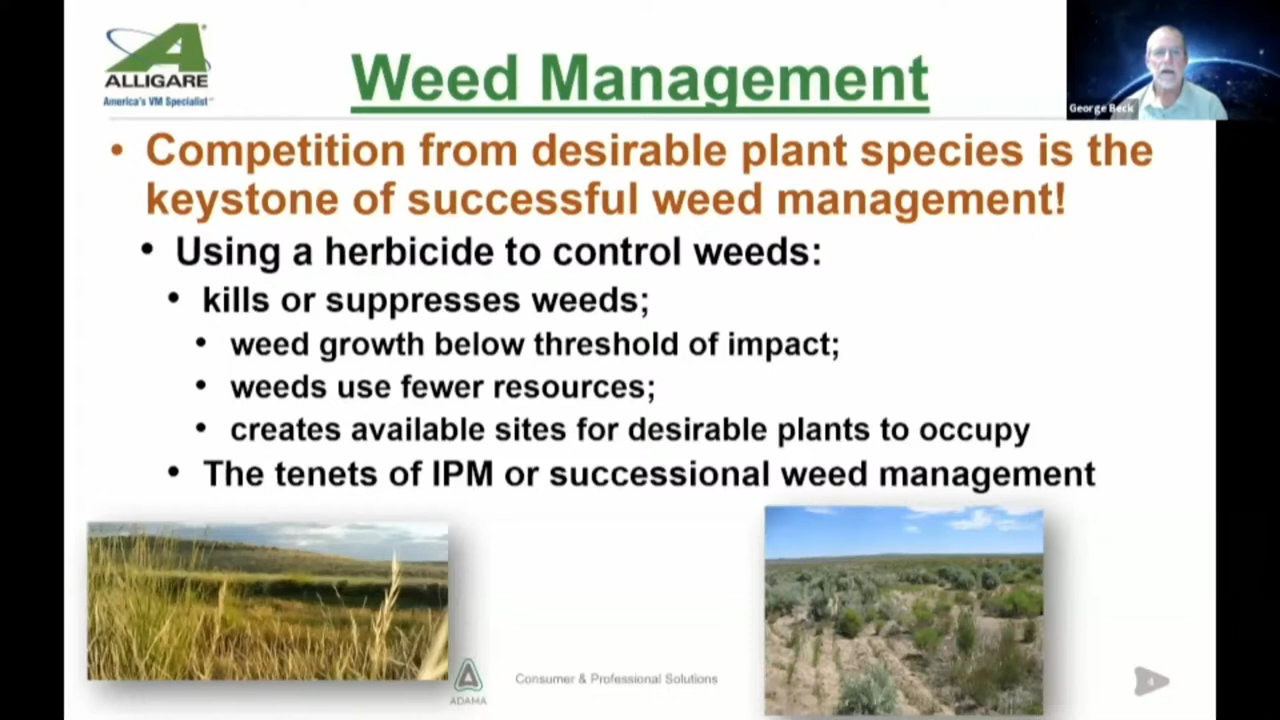 ALLIGARE
America's VM Specialist
Weed Management
George Beck
• Competition from desirable plant species is the
keystone of successful weed management!
• Using a herbicide to control weeds:
• kills or suppresses weeds;
• weed growth below threshold of impact;
• weeds use fewer resources;
• creates available sites for desirable plants to occupy
• The tenets of IPM or successional weed management
ADAMA
Consumer & Professional Solutions
4